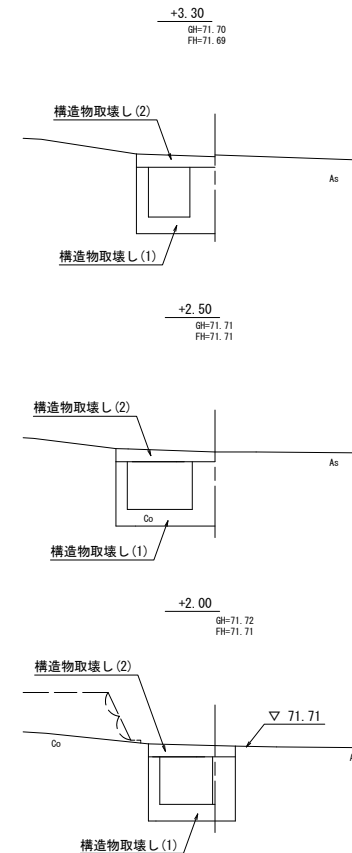 +3.30
GH=71.70
FH=71.69
構造物取壊し(2)
As
構造物取壊し(1)
+2.50
GH=71.71
FH=71.71
構造物取壊し(2)
As
Co
構造物取壊し(1)
+2.00
GH=71.72
FH=71.71
構造物取壊し(2)
▽ 71.71
Co
構造物取壊し(1)